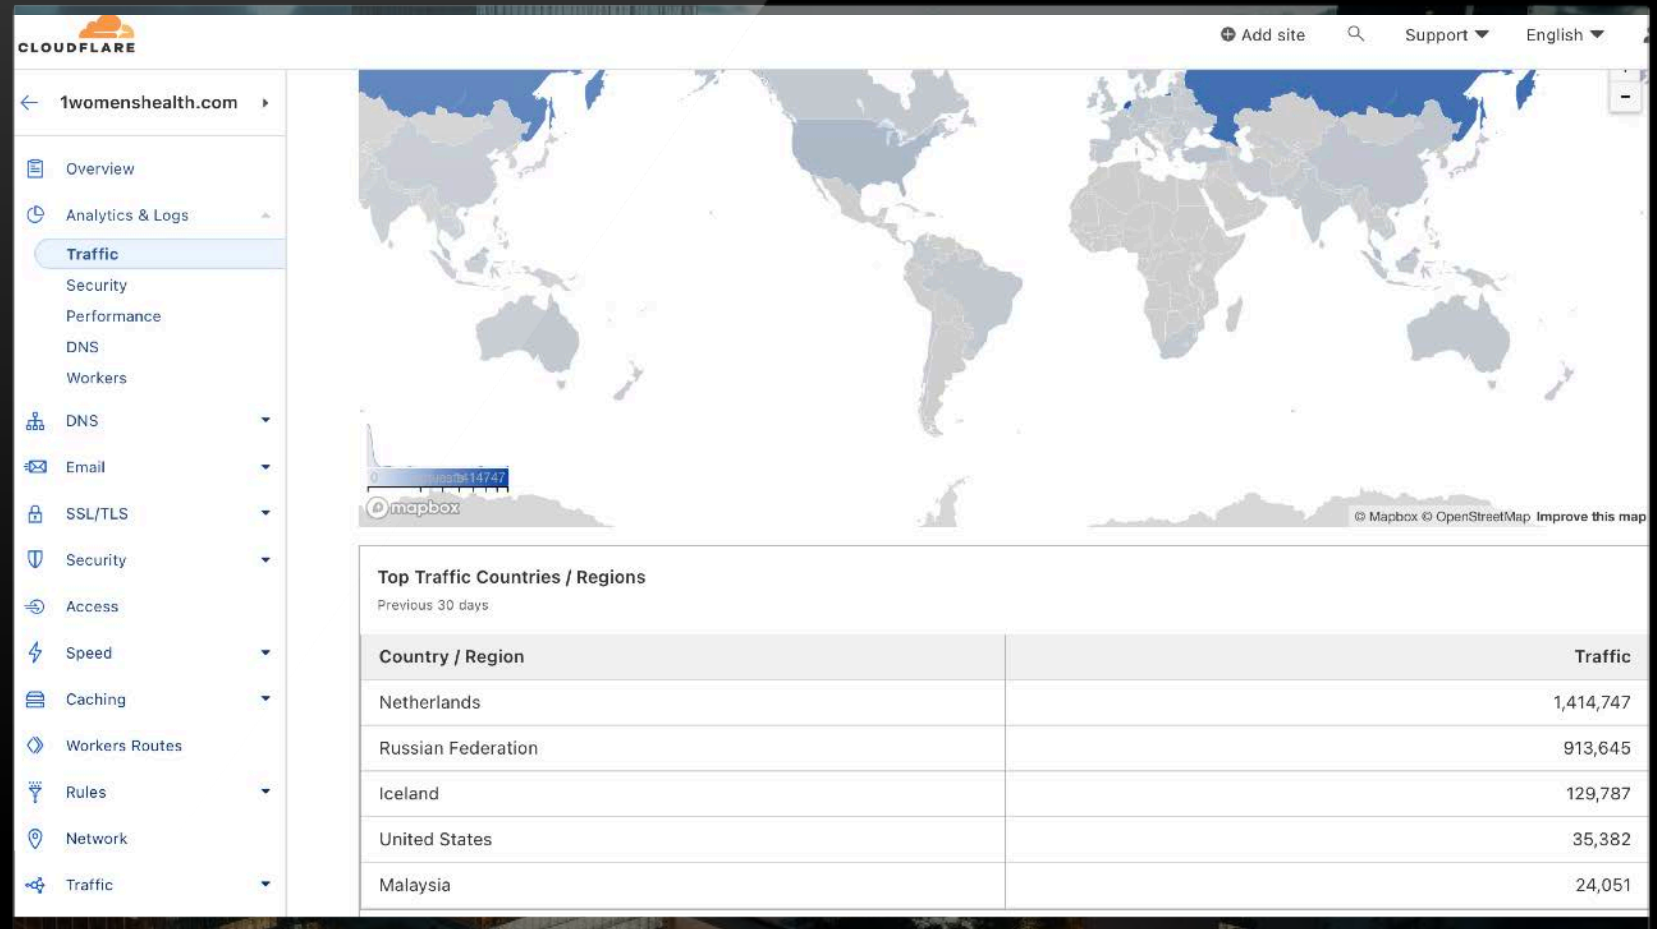 CLOUDFLARE
Add site
Support
English
1womenshealth.com
Overview
Analytics & Logs
Traffic
Security
Performance
DNS
Workers
DNS
Email
SSL/TLS
Security
Access
Speed
Caching
Workers Routes
Rules
Network
Traffic
-
0
1414747
mapbox
© Mapbox © OpenStreetMap Improve this map
Top Traffic Countries / Regions
Previous 30 days
Country / Region Traffic
Netherlands 1,414,747
Russian Federation 913,645
Iceland 129,787
United States 35,382
Malaysia 24,051